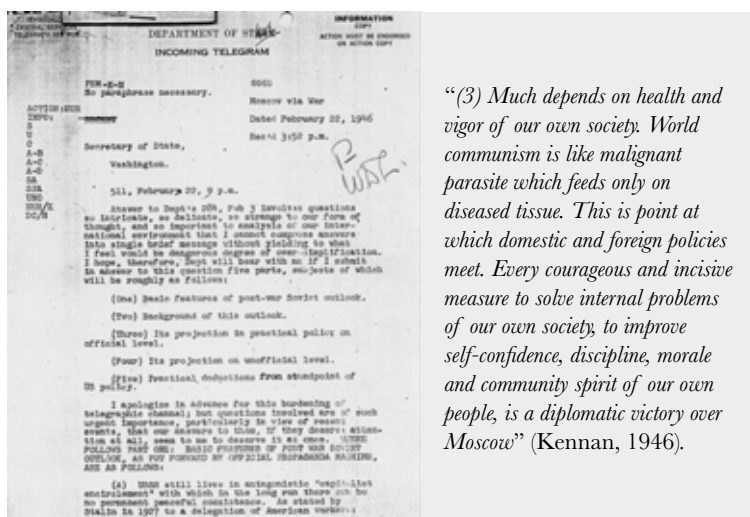 DEPARTMENT OF STATE
INCOMING TELEGRAM
INFORMATION
COPY
ACTION MUST BE ENDORSED
ON ACTION COPY
No paraphrase necessary.
Moscow via War
ACTION:EUR
INFO:
S
U
C
A-B
A-C
A-D
SA
SSA
UNO
EUR/X
DC/R
Dated February 22, 1946
Rec'd 3:52 p.m.
Secretary of State,
Washington.
511, February 22, 9 p.m.
Answer to Dept's 284, Feb 3 involves questions
so intricate, so delicate, so strange to our form of
thought, and so important to analysis of our inter-
national environment that I cannot compress answers
into single brief message without yielding to what
I feel would be dangerous degree of over-simplification.
I hope, therefore, Dept will bear with me if I submit
in answer to this question five parts, subjects of which
will be roughly as follows:
(One) Basic features of post-war Soviet outlook.
(Two) Background of this outlook.
(Three) Its projection in practical policy on
official level.
(Four) Its projection on unofficial level.
(Five) Practical deductions from standpoint of
US policy.
I apologize in advance for this burdening of
telegraphic channel; but questions involved are of such
urgent importance, particularly in view of recent
events, that our answers to them, if they deserve atten-
tion at all, seem to me to deserve it at once. THERE
FOLLOWS PART ONE: BASIC FEATURES OF POST WAR SOVIET
OUTLOOK, AS PUT FORWARD BY OFFICIAL PROPAGANDA MACHINE,
ARE AS FOLLOWS:
(A) USSR still lives in antagonistic "capitalist
encirclement" with which in the long run there can be
no permanent peaceful coexistence. As stated by
Stalin in 1927 to a delegation of American workers:
“(3) Much depends on health and
vigor of our own society. World
communism is like malignant
parasite which feeds only on
diseased tissue. This is point at
which domestic and foreign policies
meet. Every courageous and incisive
measure to solve internal problems
of our own society, to improve
self-confidence, discipline, morale
and community spirit of our own
people, is a diplomatic victory over
Moscow” (Kennan, 1946).